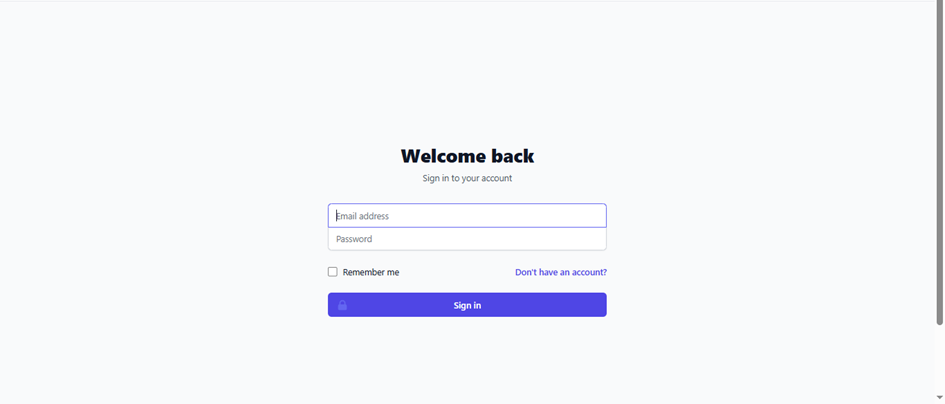 Welcome back
Sign in to your account
Email address
Password
Remember me
Don't have an account?
Sign in